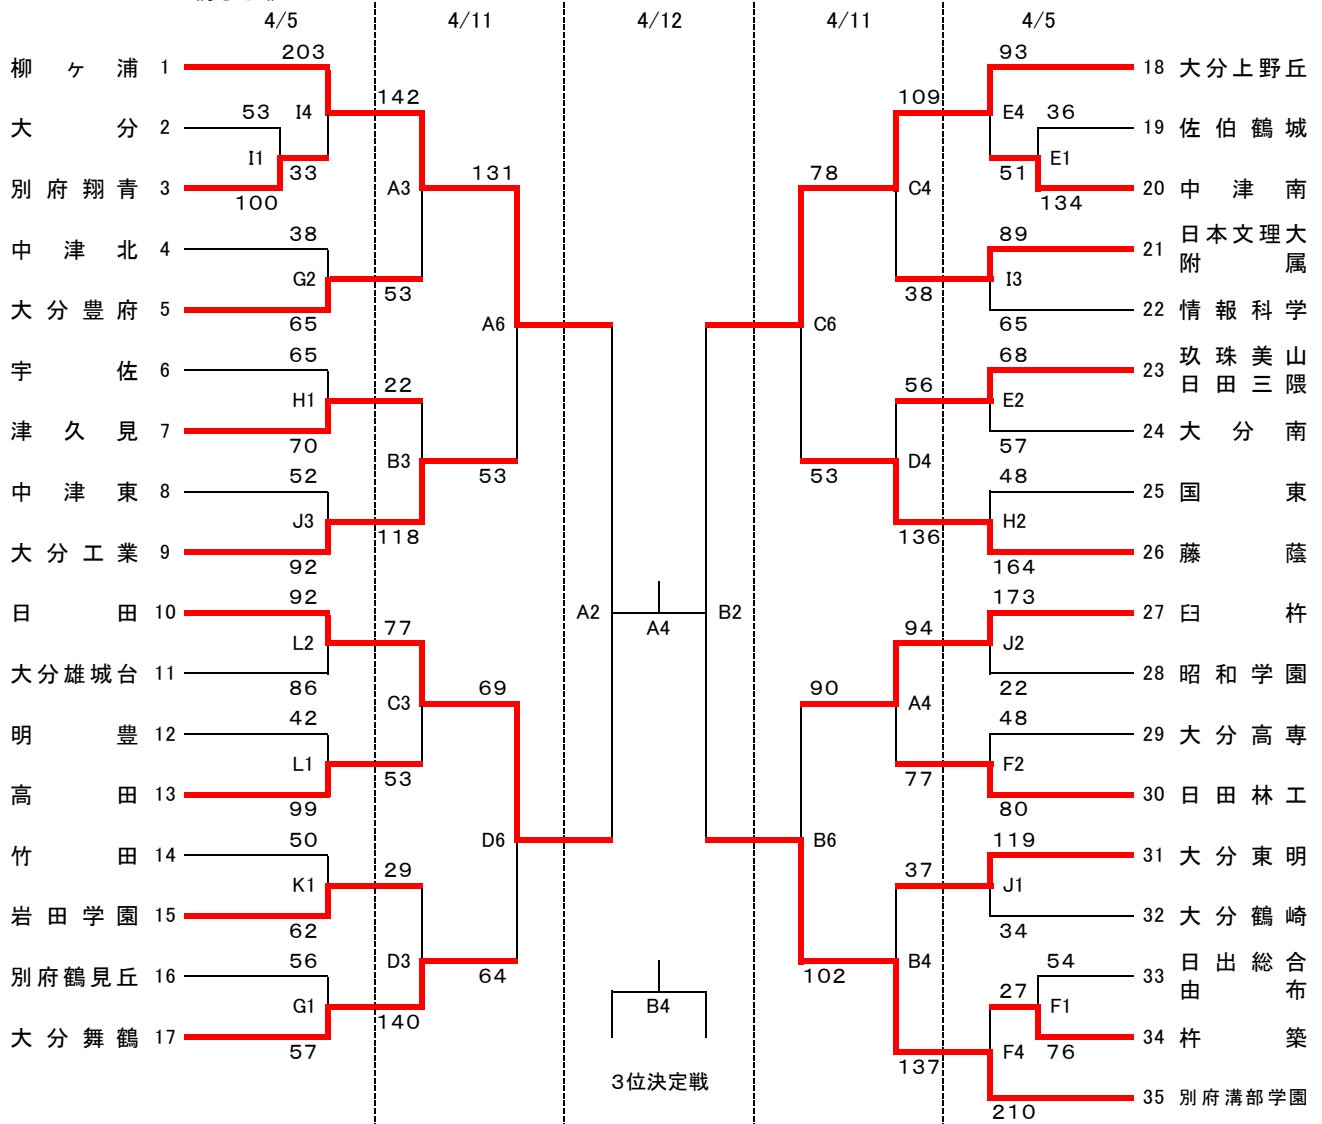 4/5 4/11 4/12 4/11 4/5
203 93
柳ヶ浦 1 18 大分上野丘
142 109
53 I4 E4 36
大分 2 19 佐伯鶴城
I1 E1
33 131 78 51
別府翔青 3 A3 C4 20 中津南
100 134
38 89 日本文理大
中津北 4 21 附属
G2 I3
53 38
大分豊府 5 22 情報科学
65 A6 C6 65
65 68 玖珠美山
宇佐 6 23 日田三隈
22 56
H1 E2
津久見 7 24 大分南
70 B3 D4 57
52 53 53 48
中津東 8 25 国東
J3 H2
118 136
大分工業 9 26 藤蔭
92 164
92 173
日田 10 A2 B2 27 臼杵
77 A4 94
L2 J2
大分雄城台 11 28 昭和学園
86 69 90 22
42 C3 A4 48
明豊 12 29 大分高専
L1 F2
53 77
高田 13 30 日田林工
99 80
50 D6 B6 119
竹田 14 31 大分東明
29 37
K1 J1
岩田学園 15 32 大分鶴崎
62 34
56 D3 B4 54 日出総合
別府鶴見丘 16 64 102 33 由布
27
G1 B4 F1
140
大分舞鶴 17 34 杵築
57 F4 76
137
3位決定戦
35 別府溝部学園
210